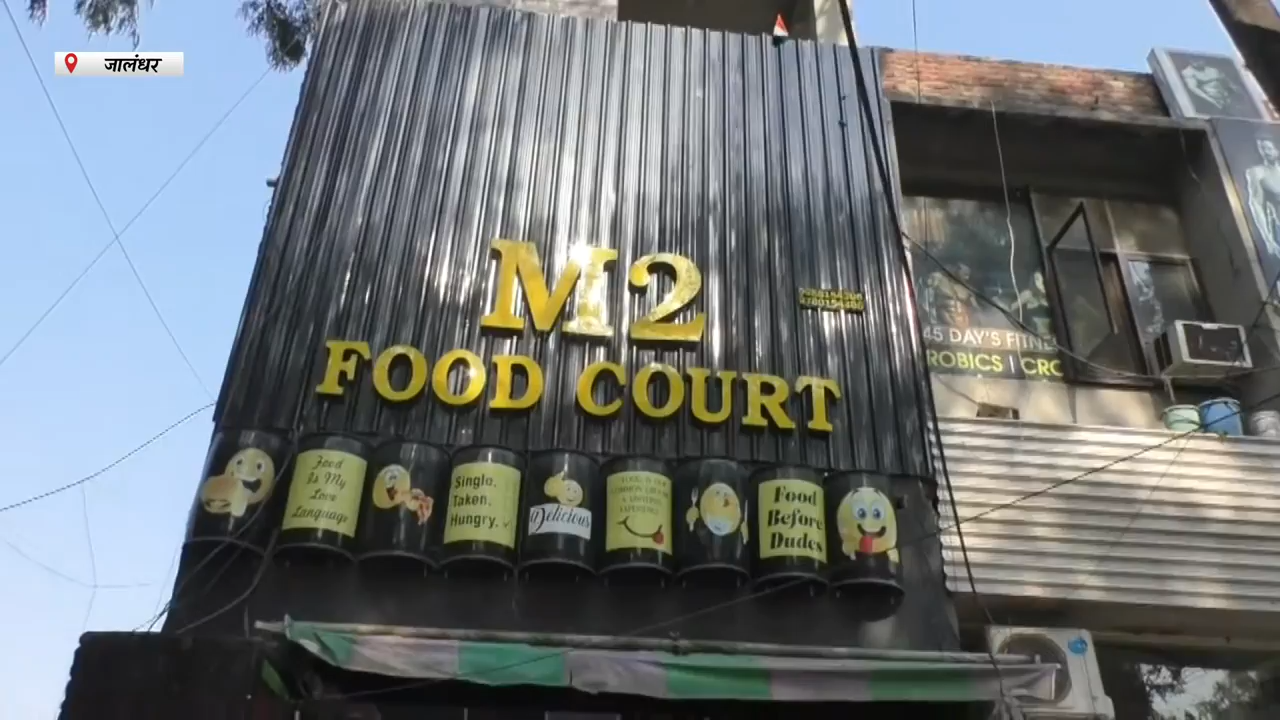 जालंधर
M2
FOOD COURT
45 DAY'S FITNE
ROBICS | CRO
Food
Is My
Love
Language
Single.
Taken.
Hungry.
Delicious
Food
Before
Dudes